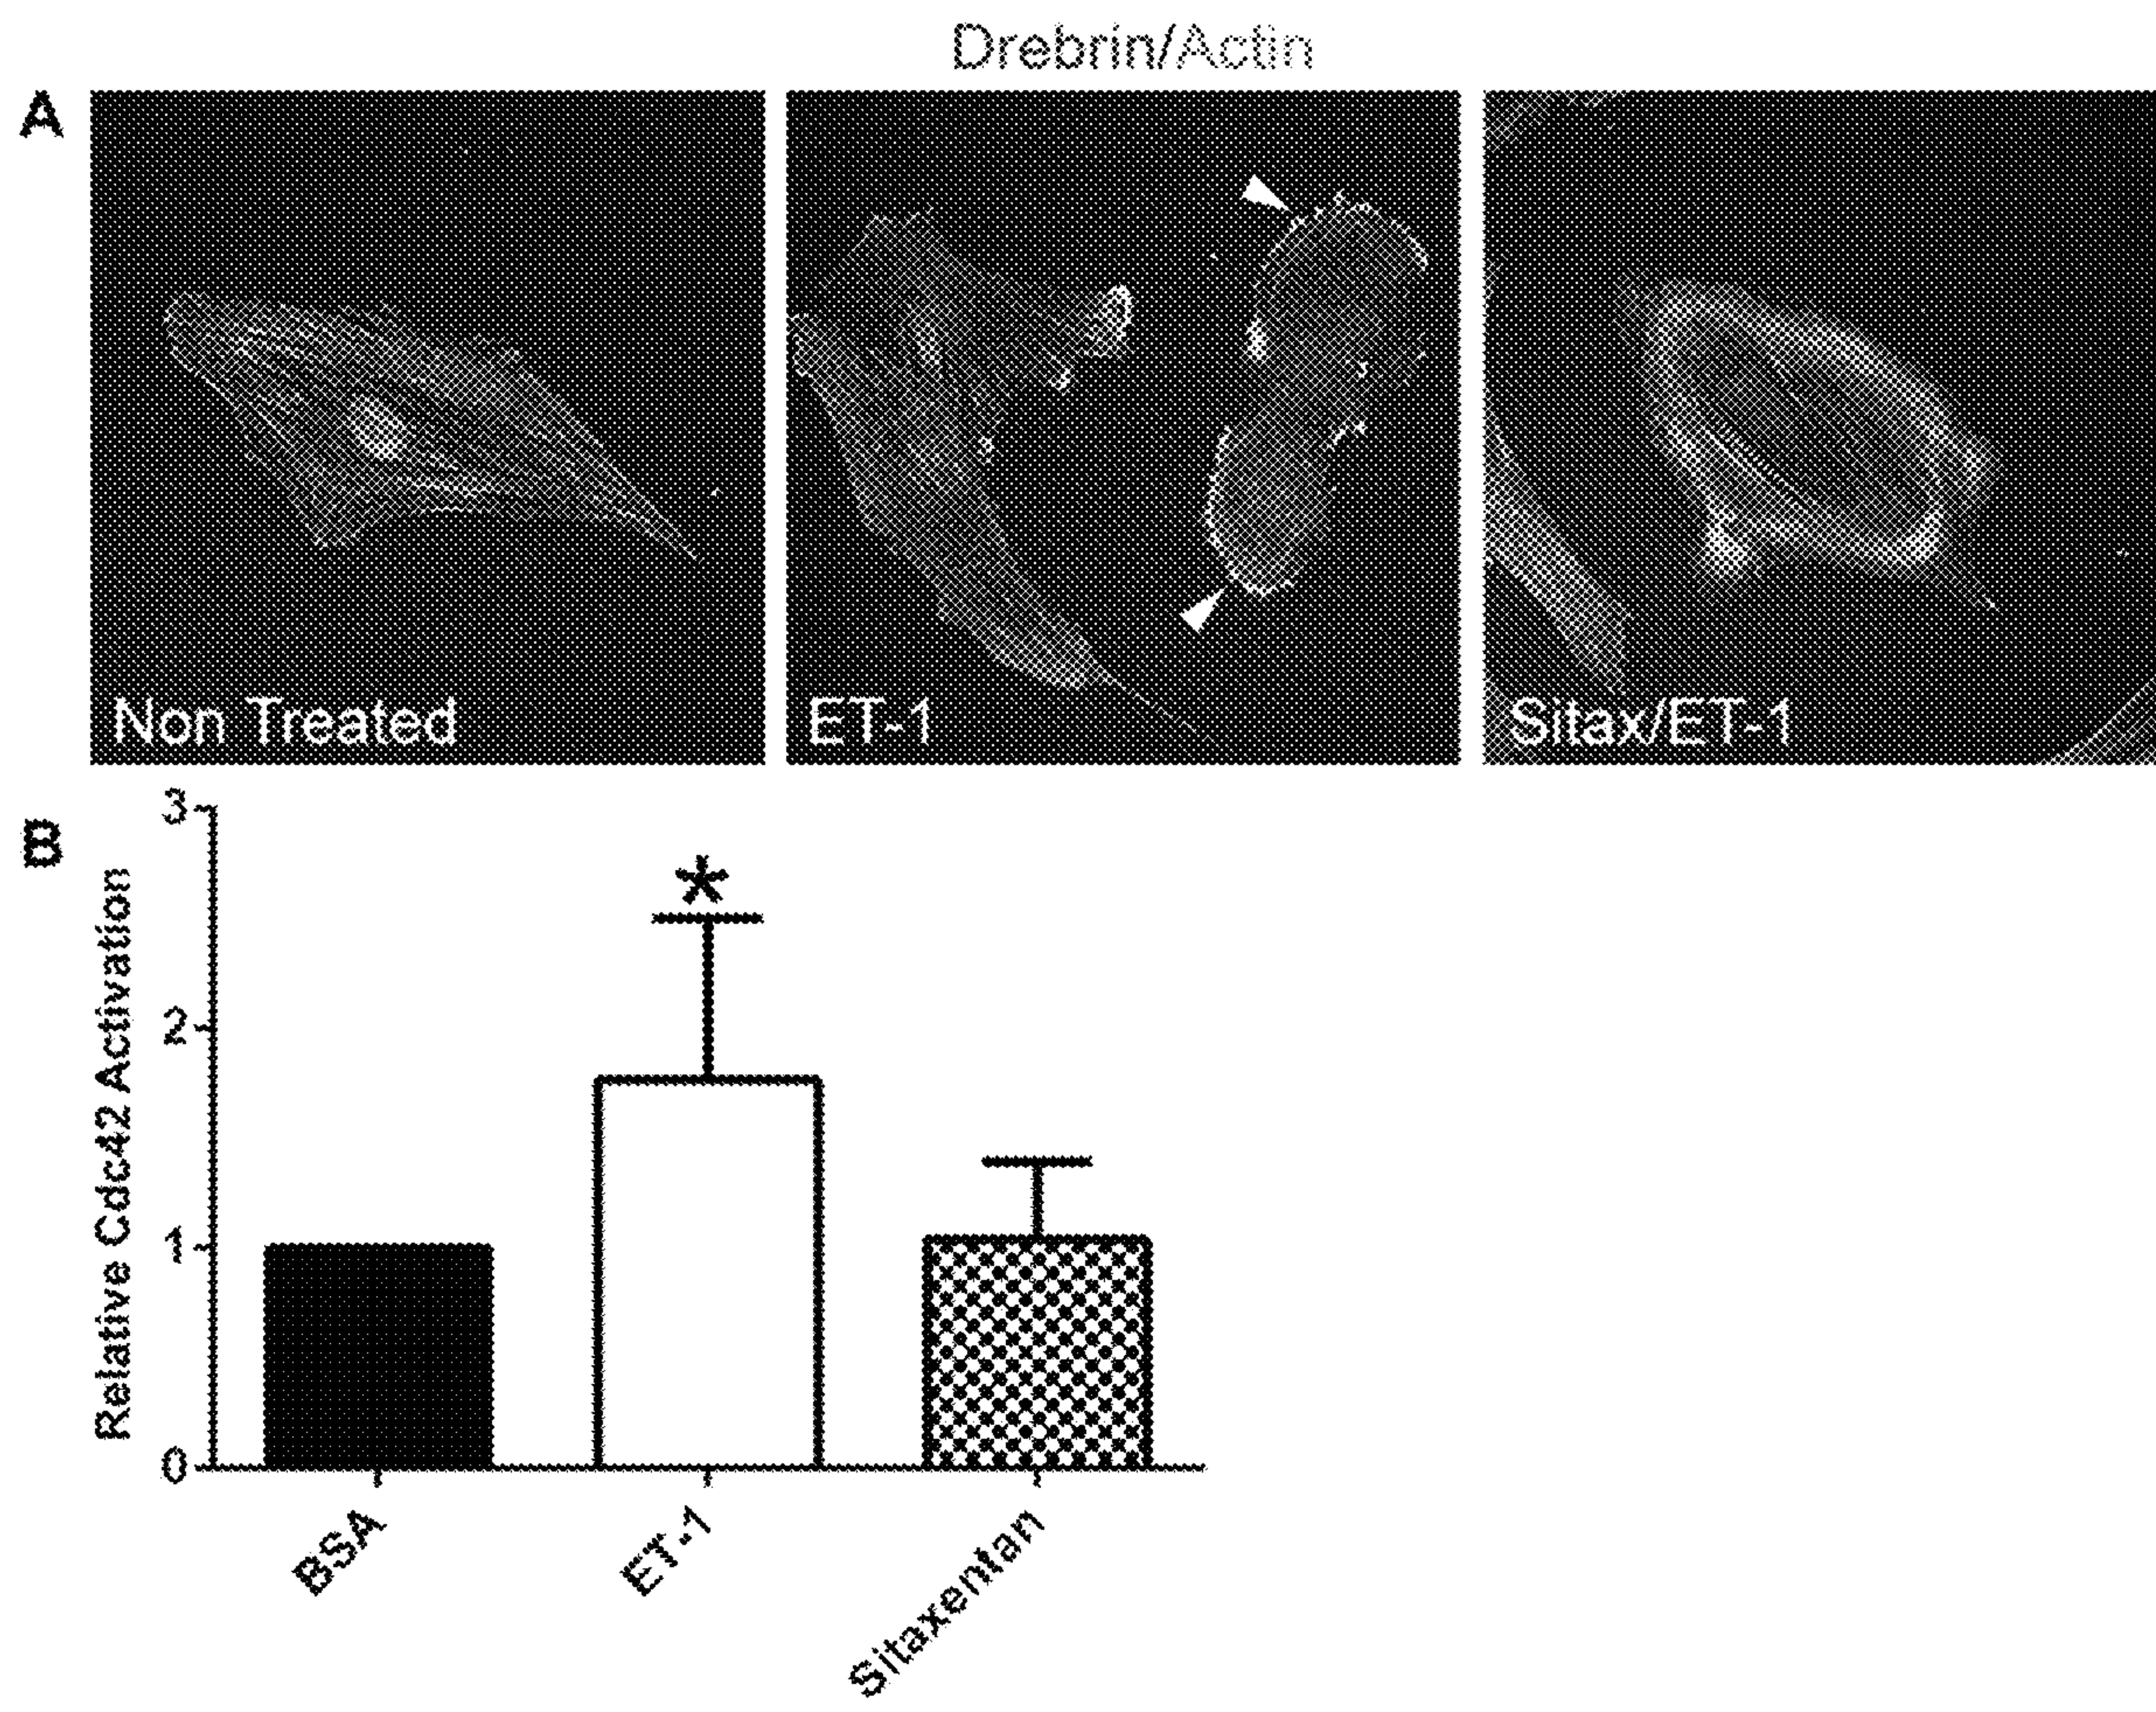 Drebrin/Actin
A
Non Treated
ET-1
Sitax/ET-1
B
Relative Cdc42 Activation
3
2
1
0
*
BSA
ET-1
Sitaxentan